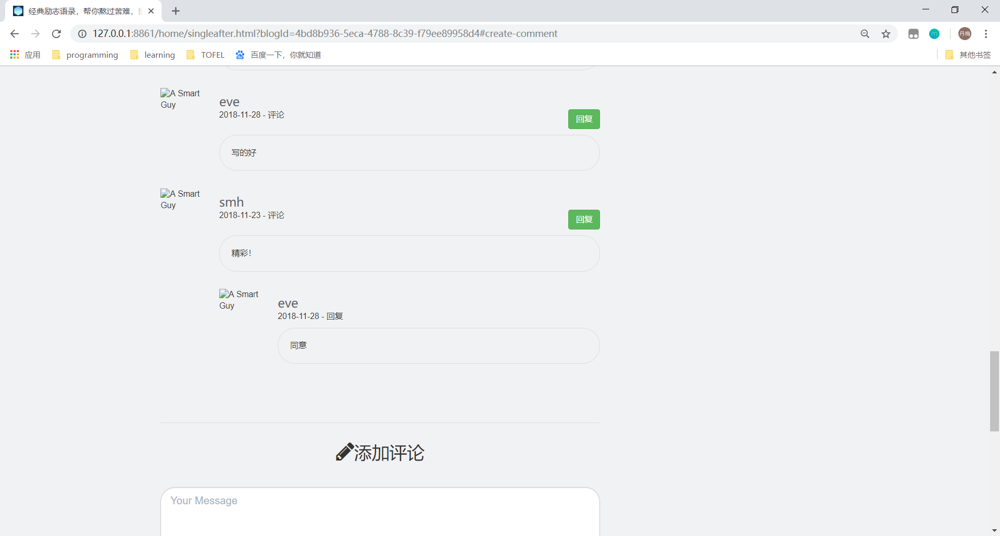 经典励志语录，帮你熬过苦难，
127.0.0.1:8861/home/singleafter.html?blogId=4bd8b936-5eca-4788-8c39-f79ee89958d4#create-comment
m
丹梅
应用
programming
learning
TOFEL
du
百度一下，你就知道
其他书签
A Smart
Guy
eve
2018-11-28 - 评论
回复
写的好
A Smart
Guy
smh
2018-11-23 - 评论
回复
精彩！
A Smart
Guy
eve
2018-11-28 - 回复
同意
添加评论
Your Message